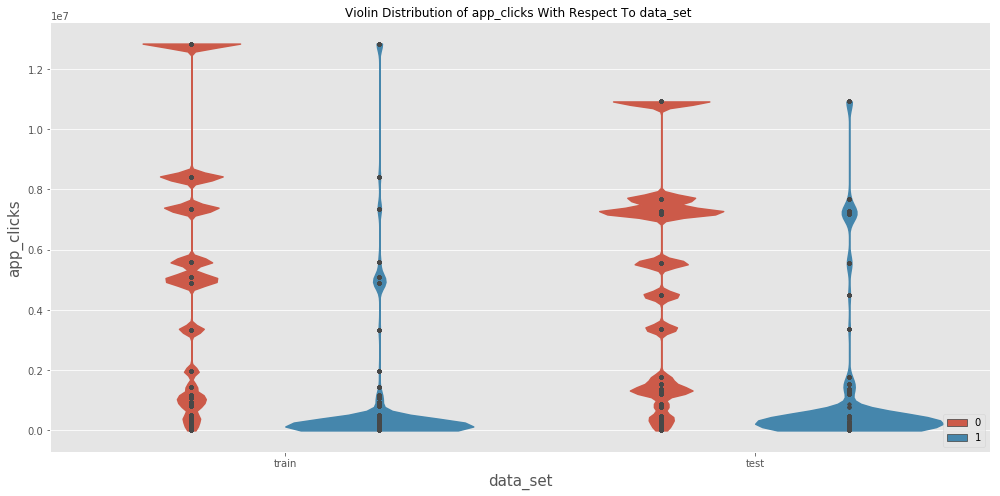 Violin Distribution of app_clicks With Respect To data_set
1e7
1.2
1.0
0.8
0.6
0.4
0.2
0.0
app_clicks
train
test
data_set
0
1